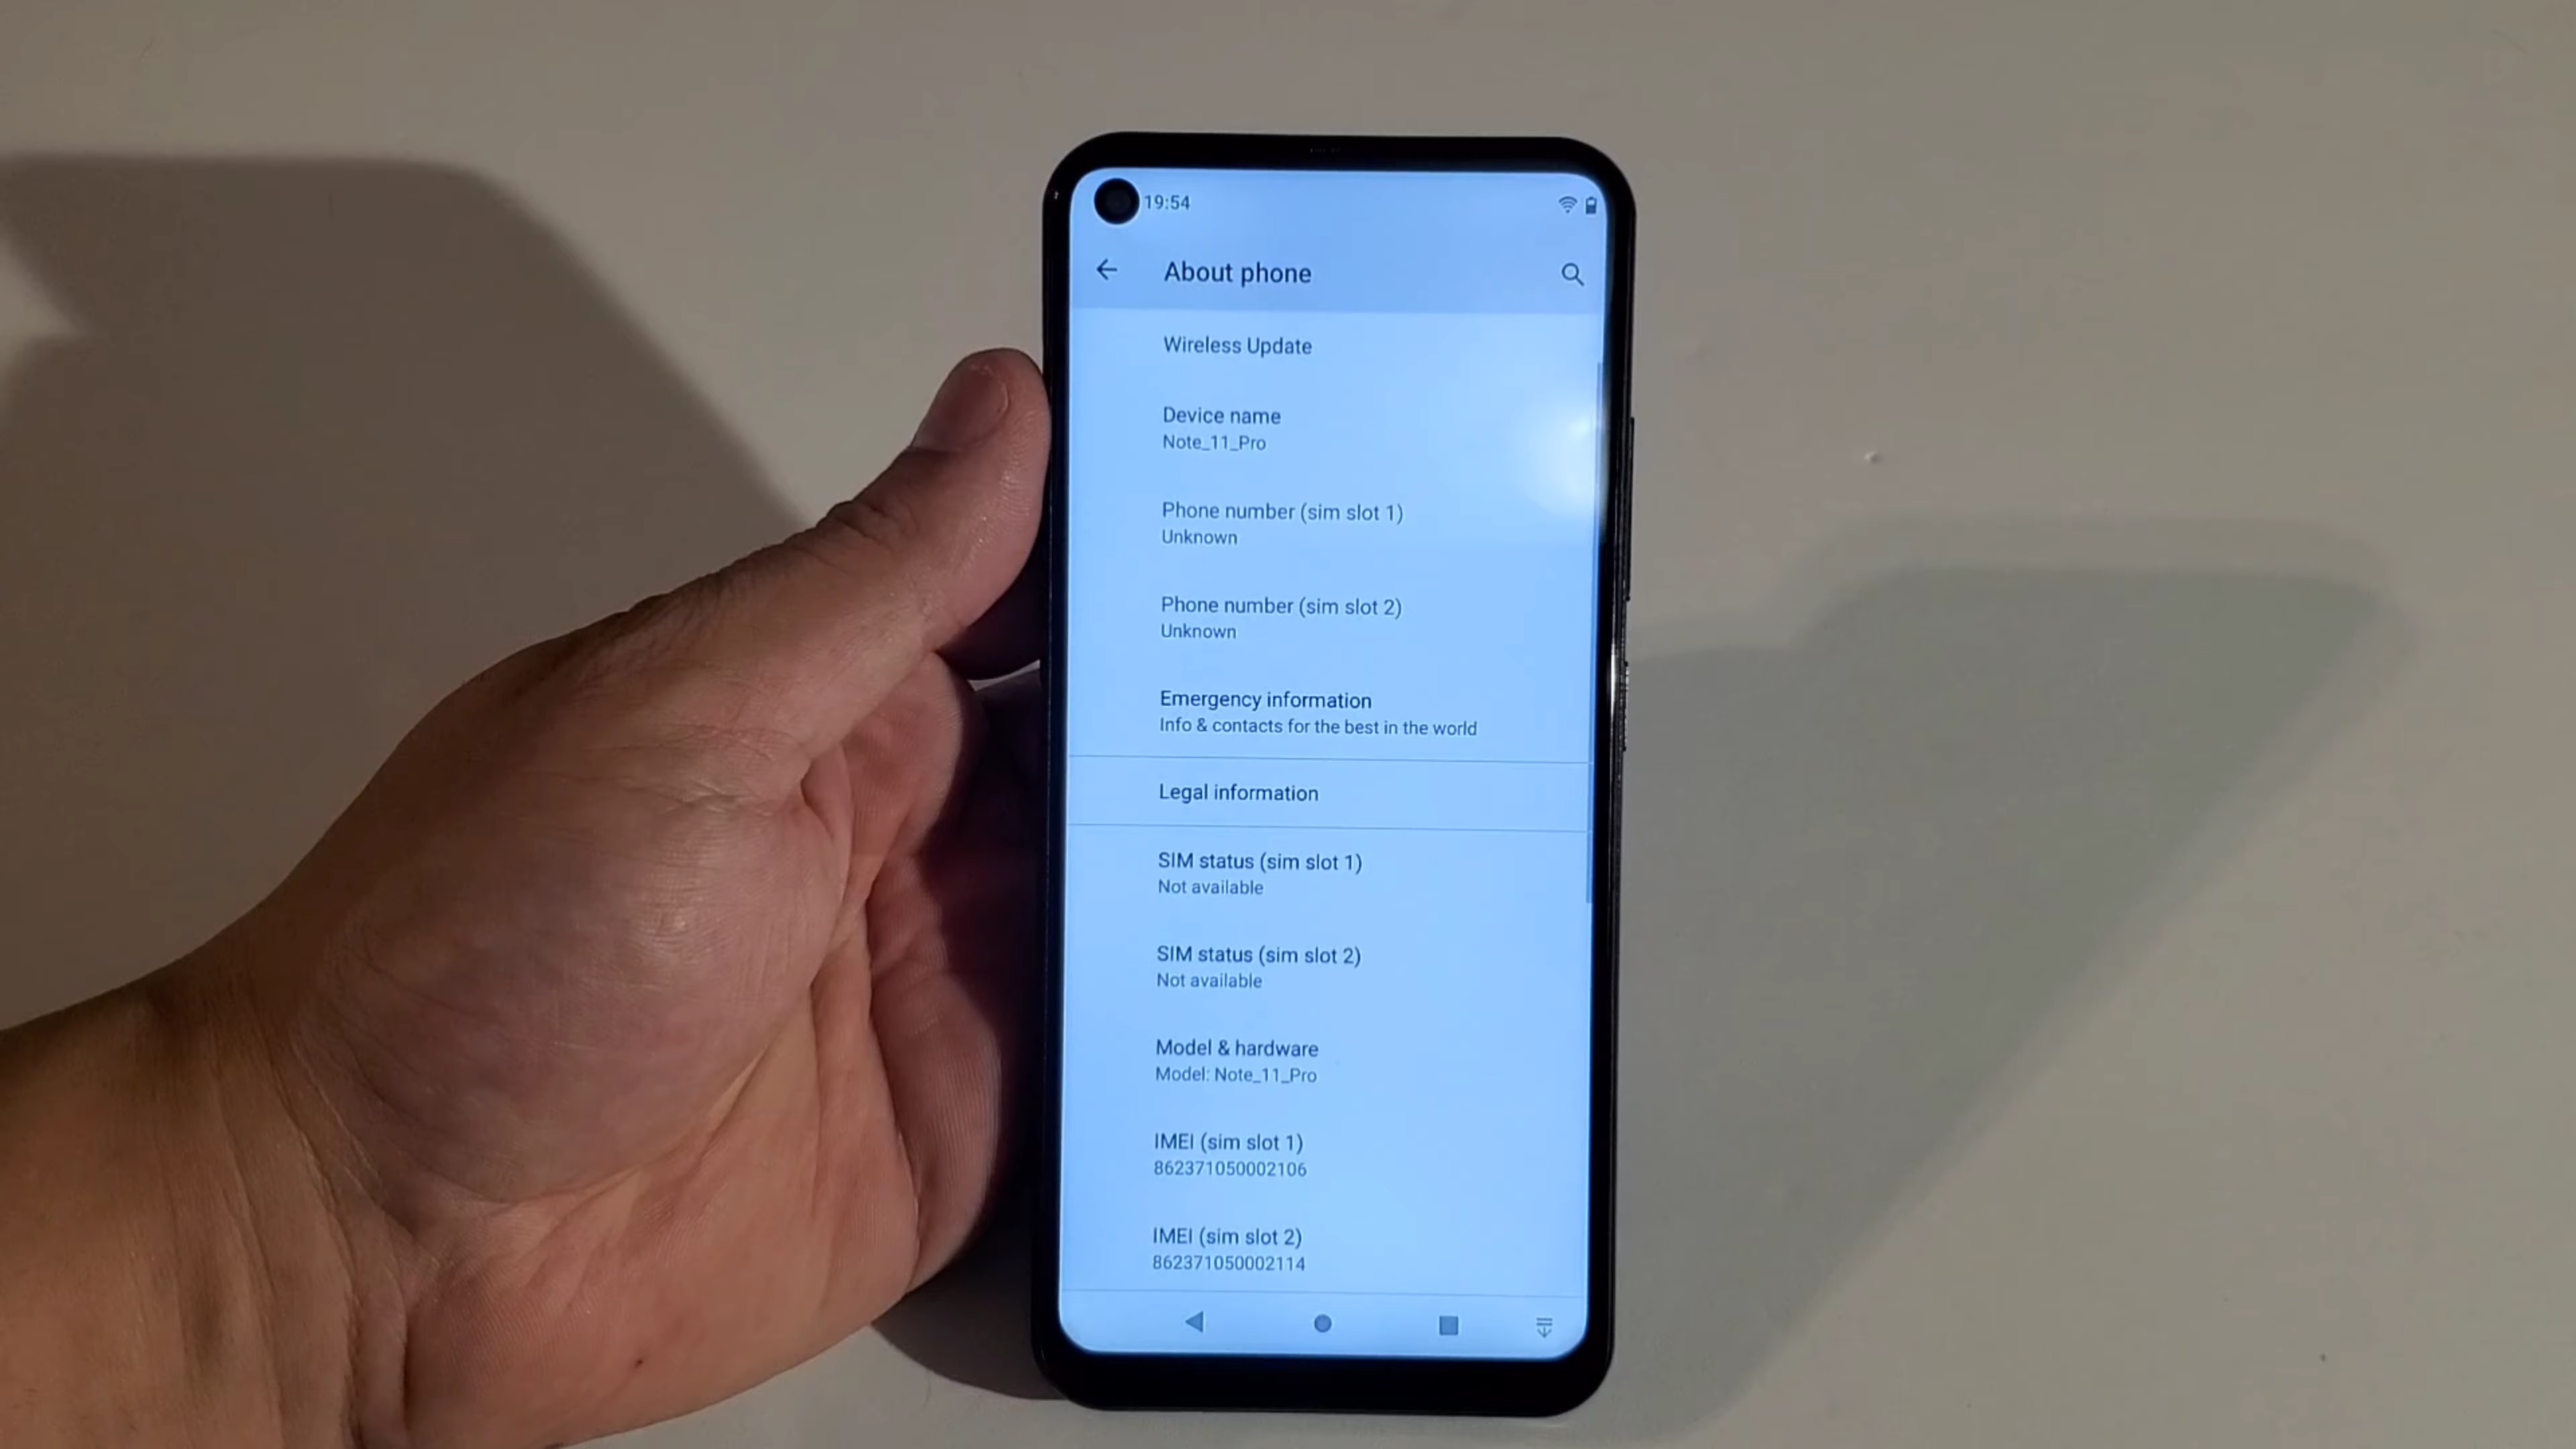 19:54
About phone
Wireless Update
Device name
Note_11_Pro
Phone number (sim slot 1)
Unknown
Phone number (sim slot 2)
Unknown
Emergency information
Info & contacts for the best in the world
Legal information
SIM status (sim slot 1)
Not available
SIM status (sim slot 2)
Not available
Model & hardware
Model: Note_11_Pro
IMEI (sim slot 1)
862371050002106
IMEI (sim slot 2)
862371050002114